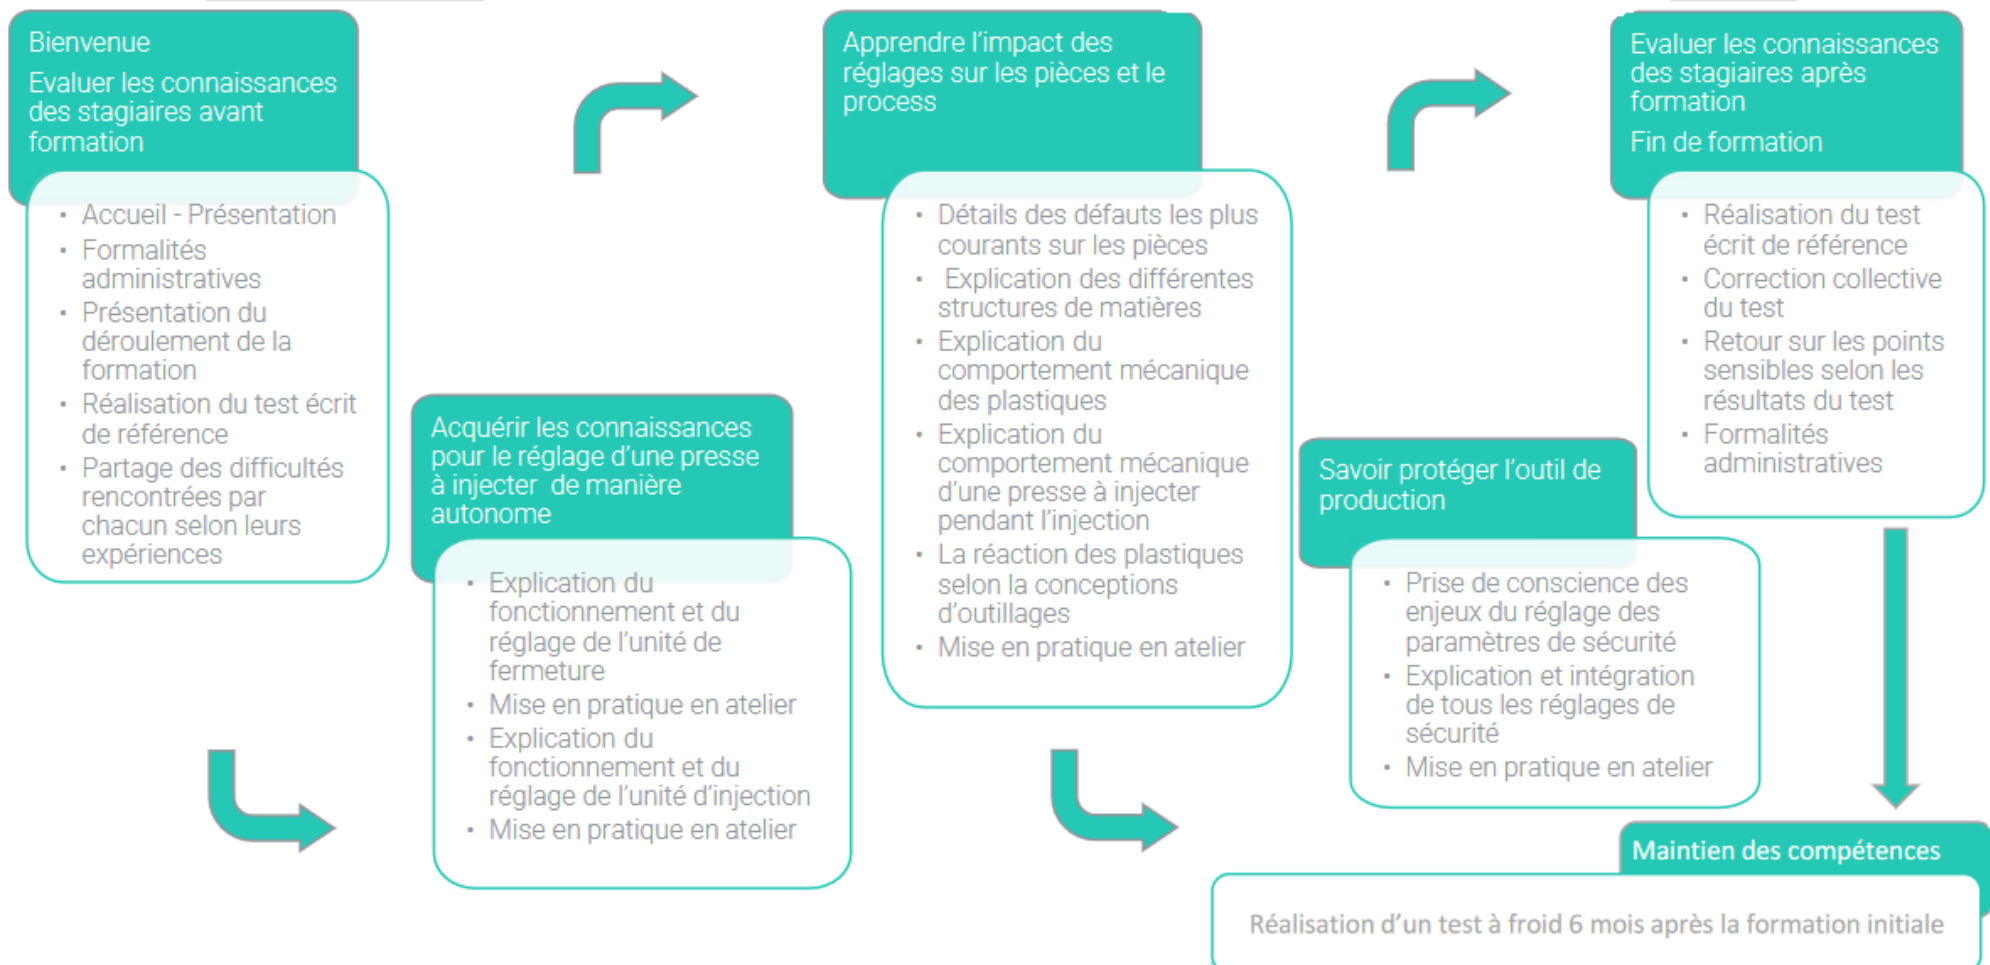 Bienvenue
Evaluer les connaissances
des stagiaires avant
formation
• Accueil - Présentation
• Formalités
administratives
• Présentation du
déroulement de la
formation
• Réalisation du test écrit
de référence
• Partage des difficultés
rencontrées par
chacun selon leurs
expériences
Acquérir les connaissances
pour le réglage d'une presse
à injecter de manière
autonome
• Explication du
fonctionnement et du
réglage de l'unité de
fermeture
• Mise en pratique en atelier
• Explication du
fonctionnement et du
réglage de l'unité d'injection
• Mise en pratique en atelier
Apprendre l'impact des
réglages sur les pièces et le
process
• Détails des défauts les plus
courants sur les pièces
• Explication des différentes
structures de matières
• Explication du
comportement mécanique
des plastiques
• Explication du
comportement mécanique
d'une presse à injecter
pendant l'injection
• La réaction des plastiques
selon la conceptions
d'outillages
• Mise en pratique en atelier
Savoir protéger l'outil de
production
• Prise de conscience des
enjeux du réglage des
paramètres de sécurité
• Explication et intégration
de tous les réglages de
sécurité
• Mise en pratique en atelier
Evaluer les connaissances
des stagiaires après
formation
Fin de formation
• Réalisation du test
écrit de référence
• Correction collective
du test
• Retour sur les points
sensibles selon les
résultats du test
• Formalités
administratives
Maintien des compétences
Réalisation d'un test à froid 6 mois après la formation initiale